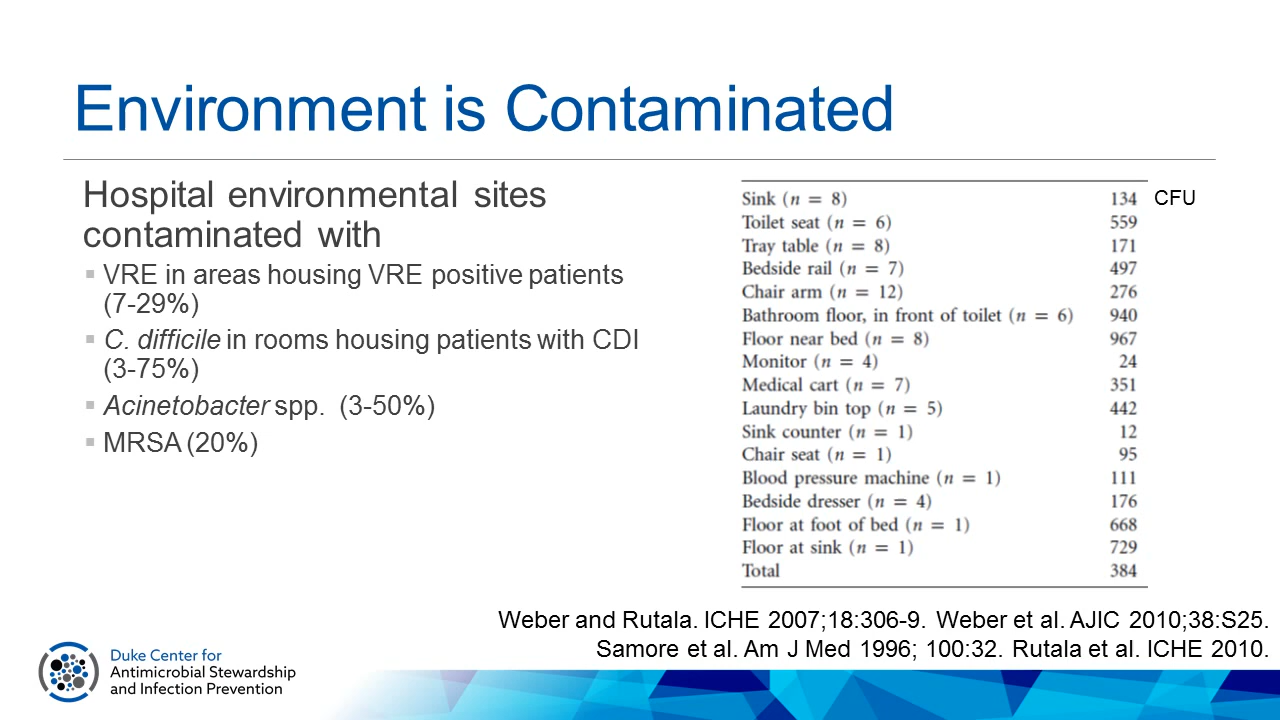 Environment is Contaminated
Hospital environmental sites
contaminated with
▪ VRE in areas housing VRE positive patients
(7-29%)
▪ C. difficile in rooms housing patients with CDI
(3-75%)
▪ Acinetobacter spp. (3-50%)
▪ MRSA (20%)
Sink (n = 8) 134 CFU
Toilet seat (n = 6) 559
Tray table (n = 8) 171
Bedside rail (n = 7) 497
Chair arm (n = 12) 276
Bathroom floor, in front of toilet (n = 6) 940
Floor near bed (n = 8) 967
Monitor (n = 4) 24
Medical cart (n = 7) 351
Laundry bin top (n = 5) 442
Sink counter (n = 1) 12
Chair seat (n = 1) 95
Blood pressure machine (n = 1) 111
Bedside dresser (n = 4) 176
Floor at foot of bed (n = 1) 668
Floor at sink (n = 1) 729
Total 384
Weber and Rutala. ICHE 2007;18:306-9. Weber et al. AJIC 2010;38:S25.
Samore et al. Am J Med 1996; 100:32. Rutala et al. ICHE 2010.
Duke Center for
Antimicrobial Stewardship
and Infection Prevention